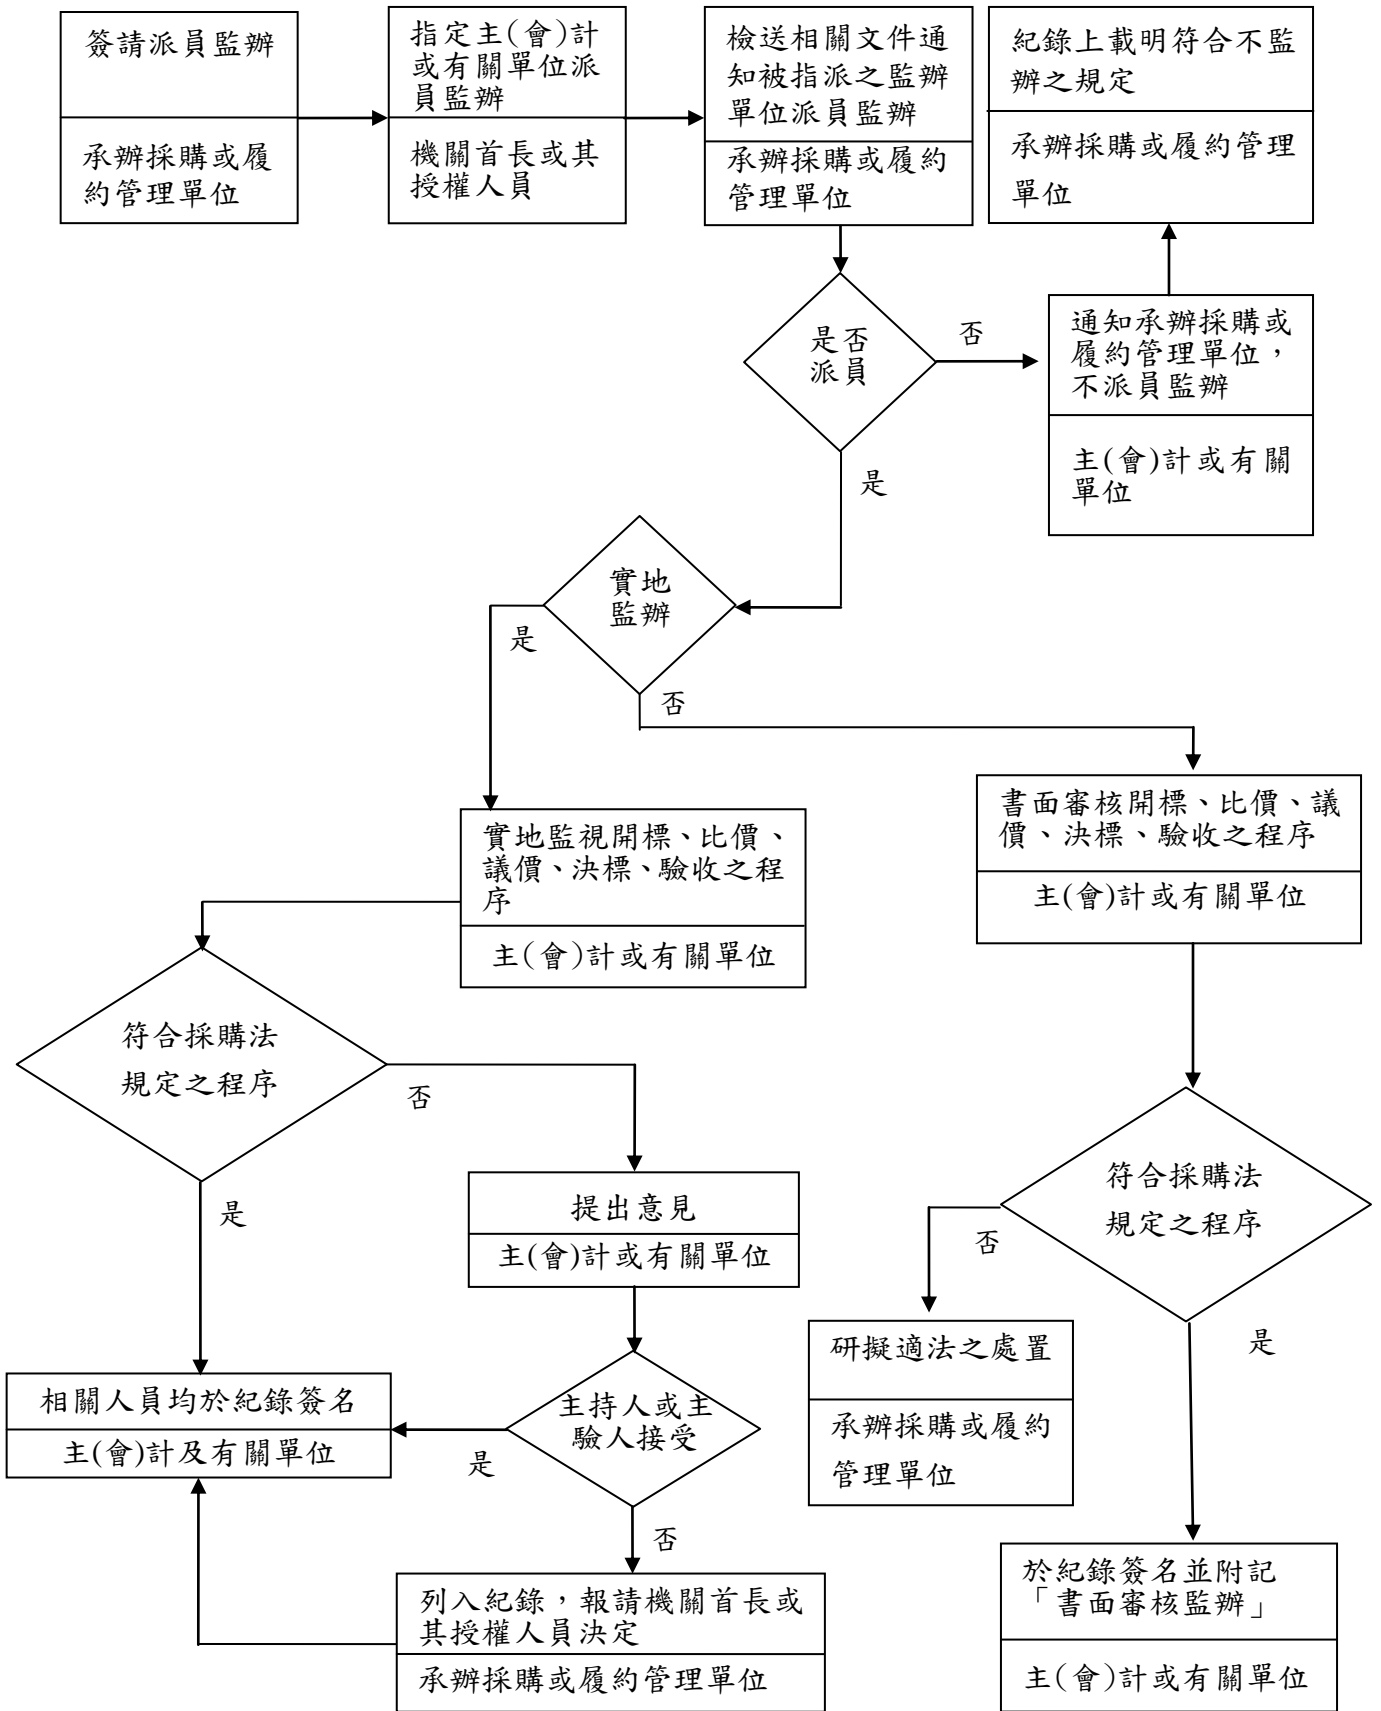 簽請派員監辦
承辦採購或履
約管理單位
指定主(會)計
或有關單位派
員監辦
機關首長或其
授權人員
檢送相關文件通
知被指派之監辦
單位派員監辦
承辦採購或履約
管理單位
紀錄上載明符合不監
辦之規定
承辦採購或履約管理
單位
是否
派員
否
通知承辦採購或
履約管理單位，
不派員監辦
主(會)計或有關
單位
是
實地
監辦
是
否
實地監視開標、比價、
議價、決標、驗收之程
序
主(會)計或有關單位
書面審核開標、比價、議
價、決標、驗收之程序
主(會)計或有關單位
符合採購法
規定之程序
否
是
提出意見
主(會)計或有關單位
符合採購法
規定之程序
否
是
研擬適法之處置
承辦採購或履約
管理單位
主持人或主
驗人接受
是
否
相關人員均於紀錄簽名
主(會)計及有關單位
列入紀錄，報請機關首長或
其授權人員決定
承辦採購或履約管理單位
於紀錄簽名並附記
「書面審核監辦」
主(會)計或有關單位